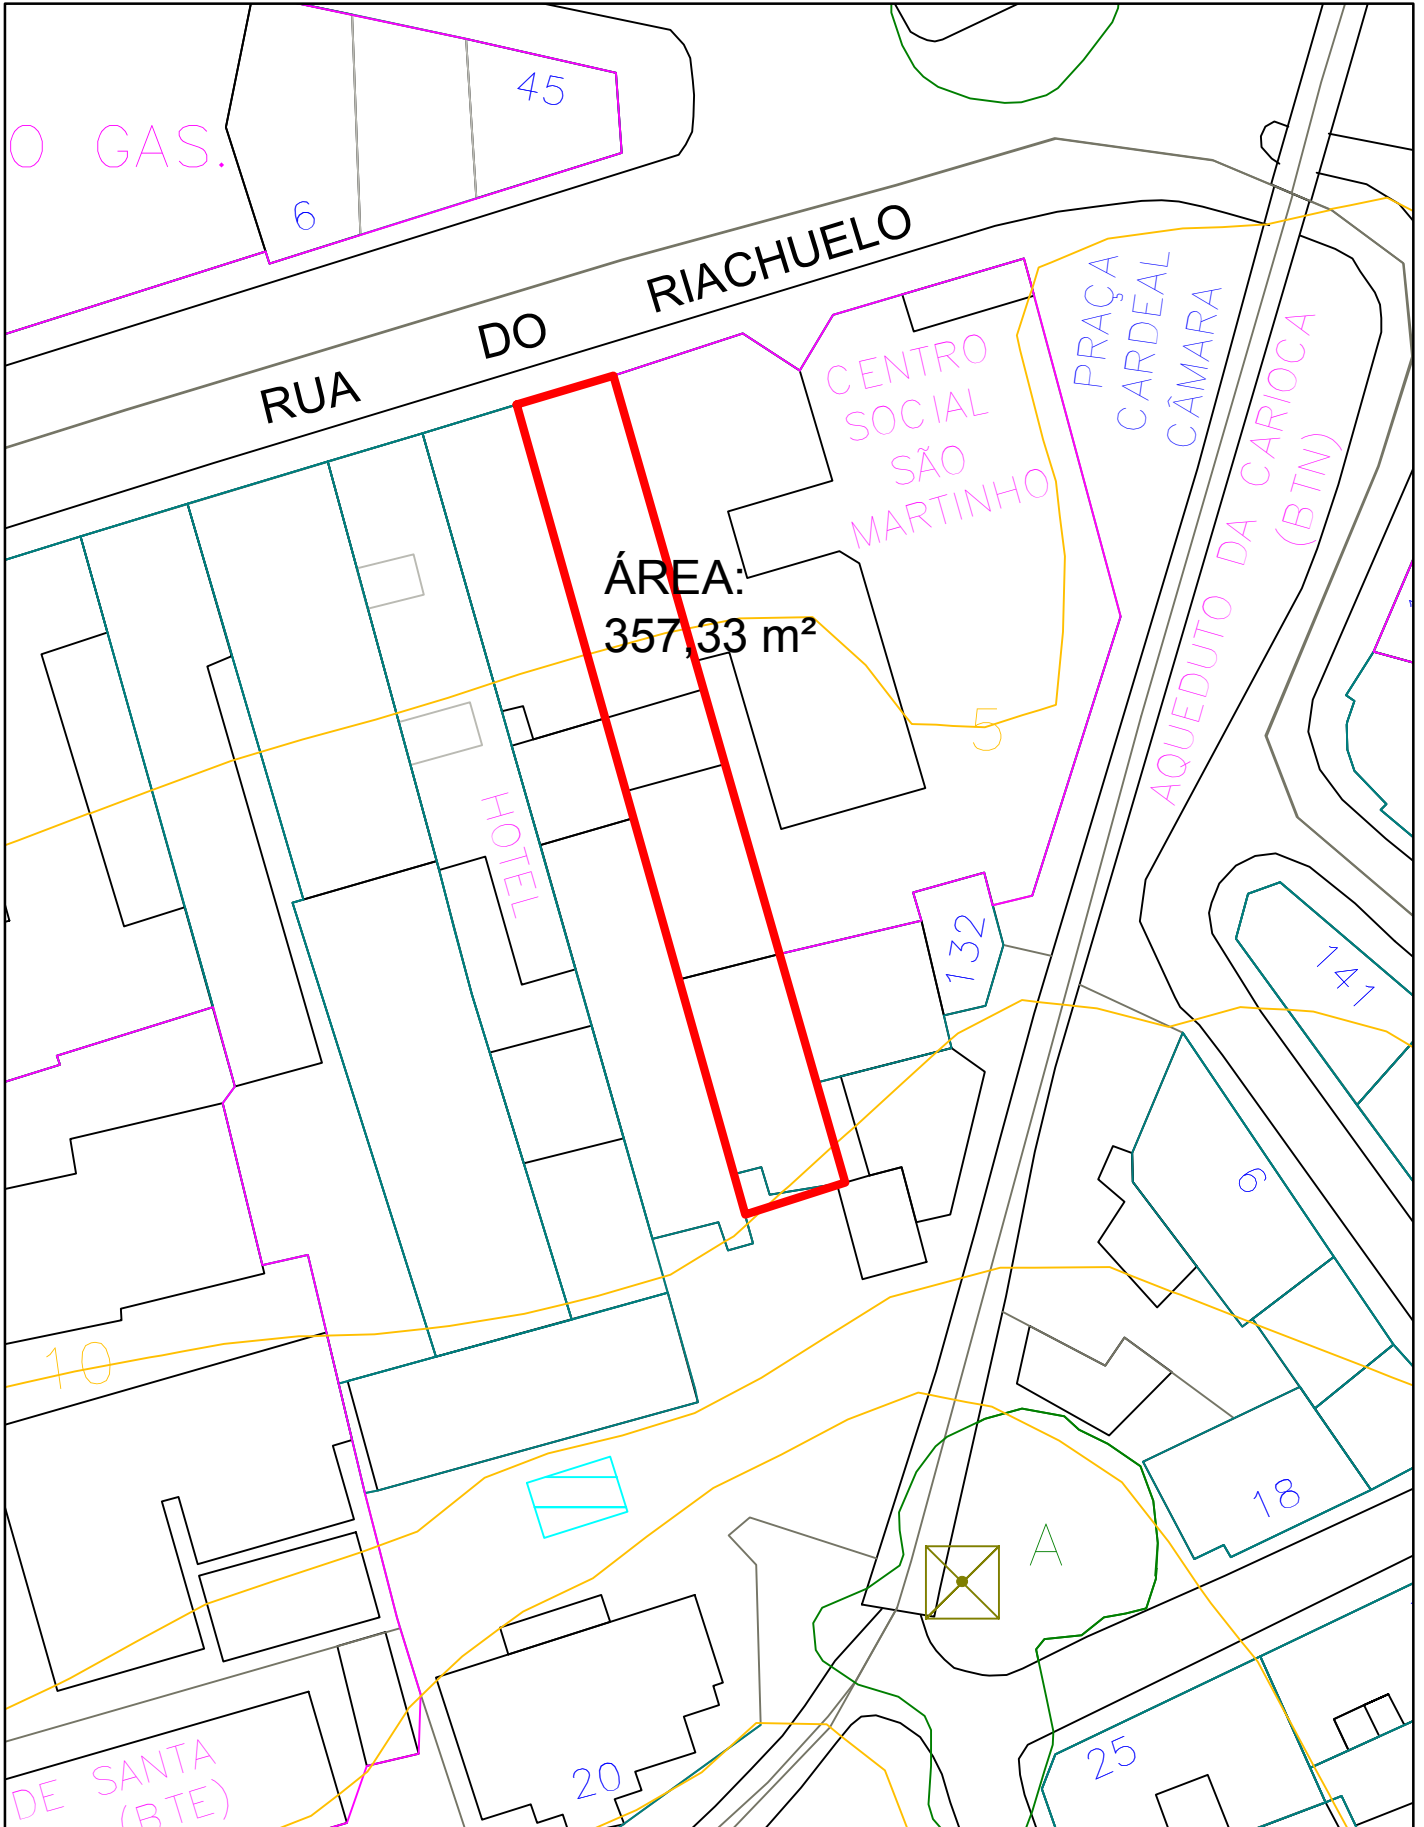 45
O GAS.
6
RUA DO RIACHUELO
PRAÇA
CARDEAL
CÂMARA
CENTRO
SOCIAL
SÃO
MARTINHO
AQUEDUTO DA CARIOCA
(BTN)
ÁREA:
357,33 m²
5
HOTEL
132
141
9
10
18
A
20
25
DE SANTA
(BTE)